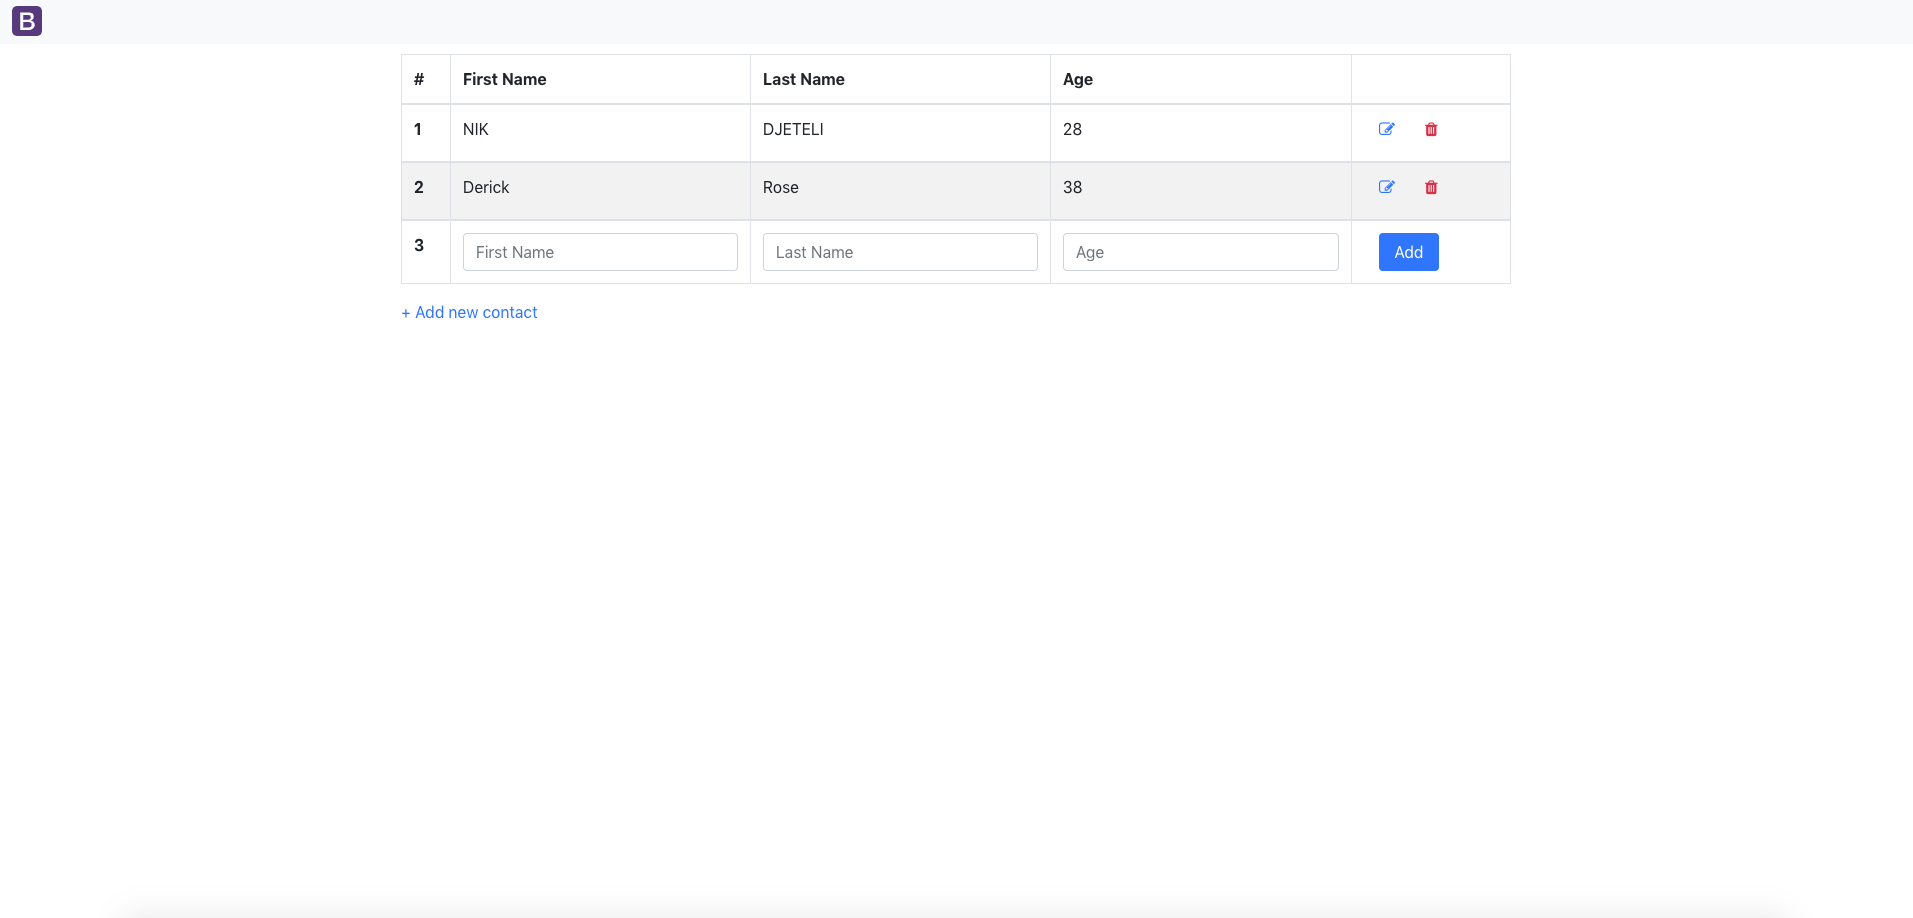 B
# First Name Last Name Age
1 NIK DJETELI 28
2 Derick Rose 38
3 First Name Last Name Age Add
+ Add new contact